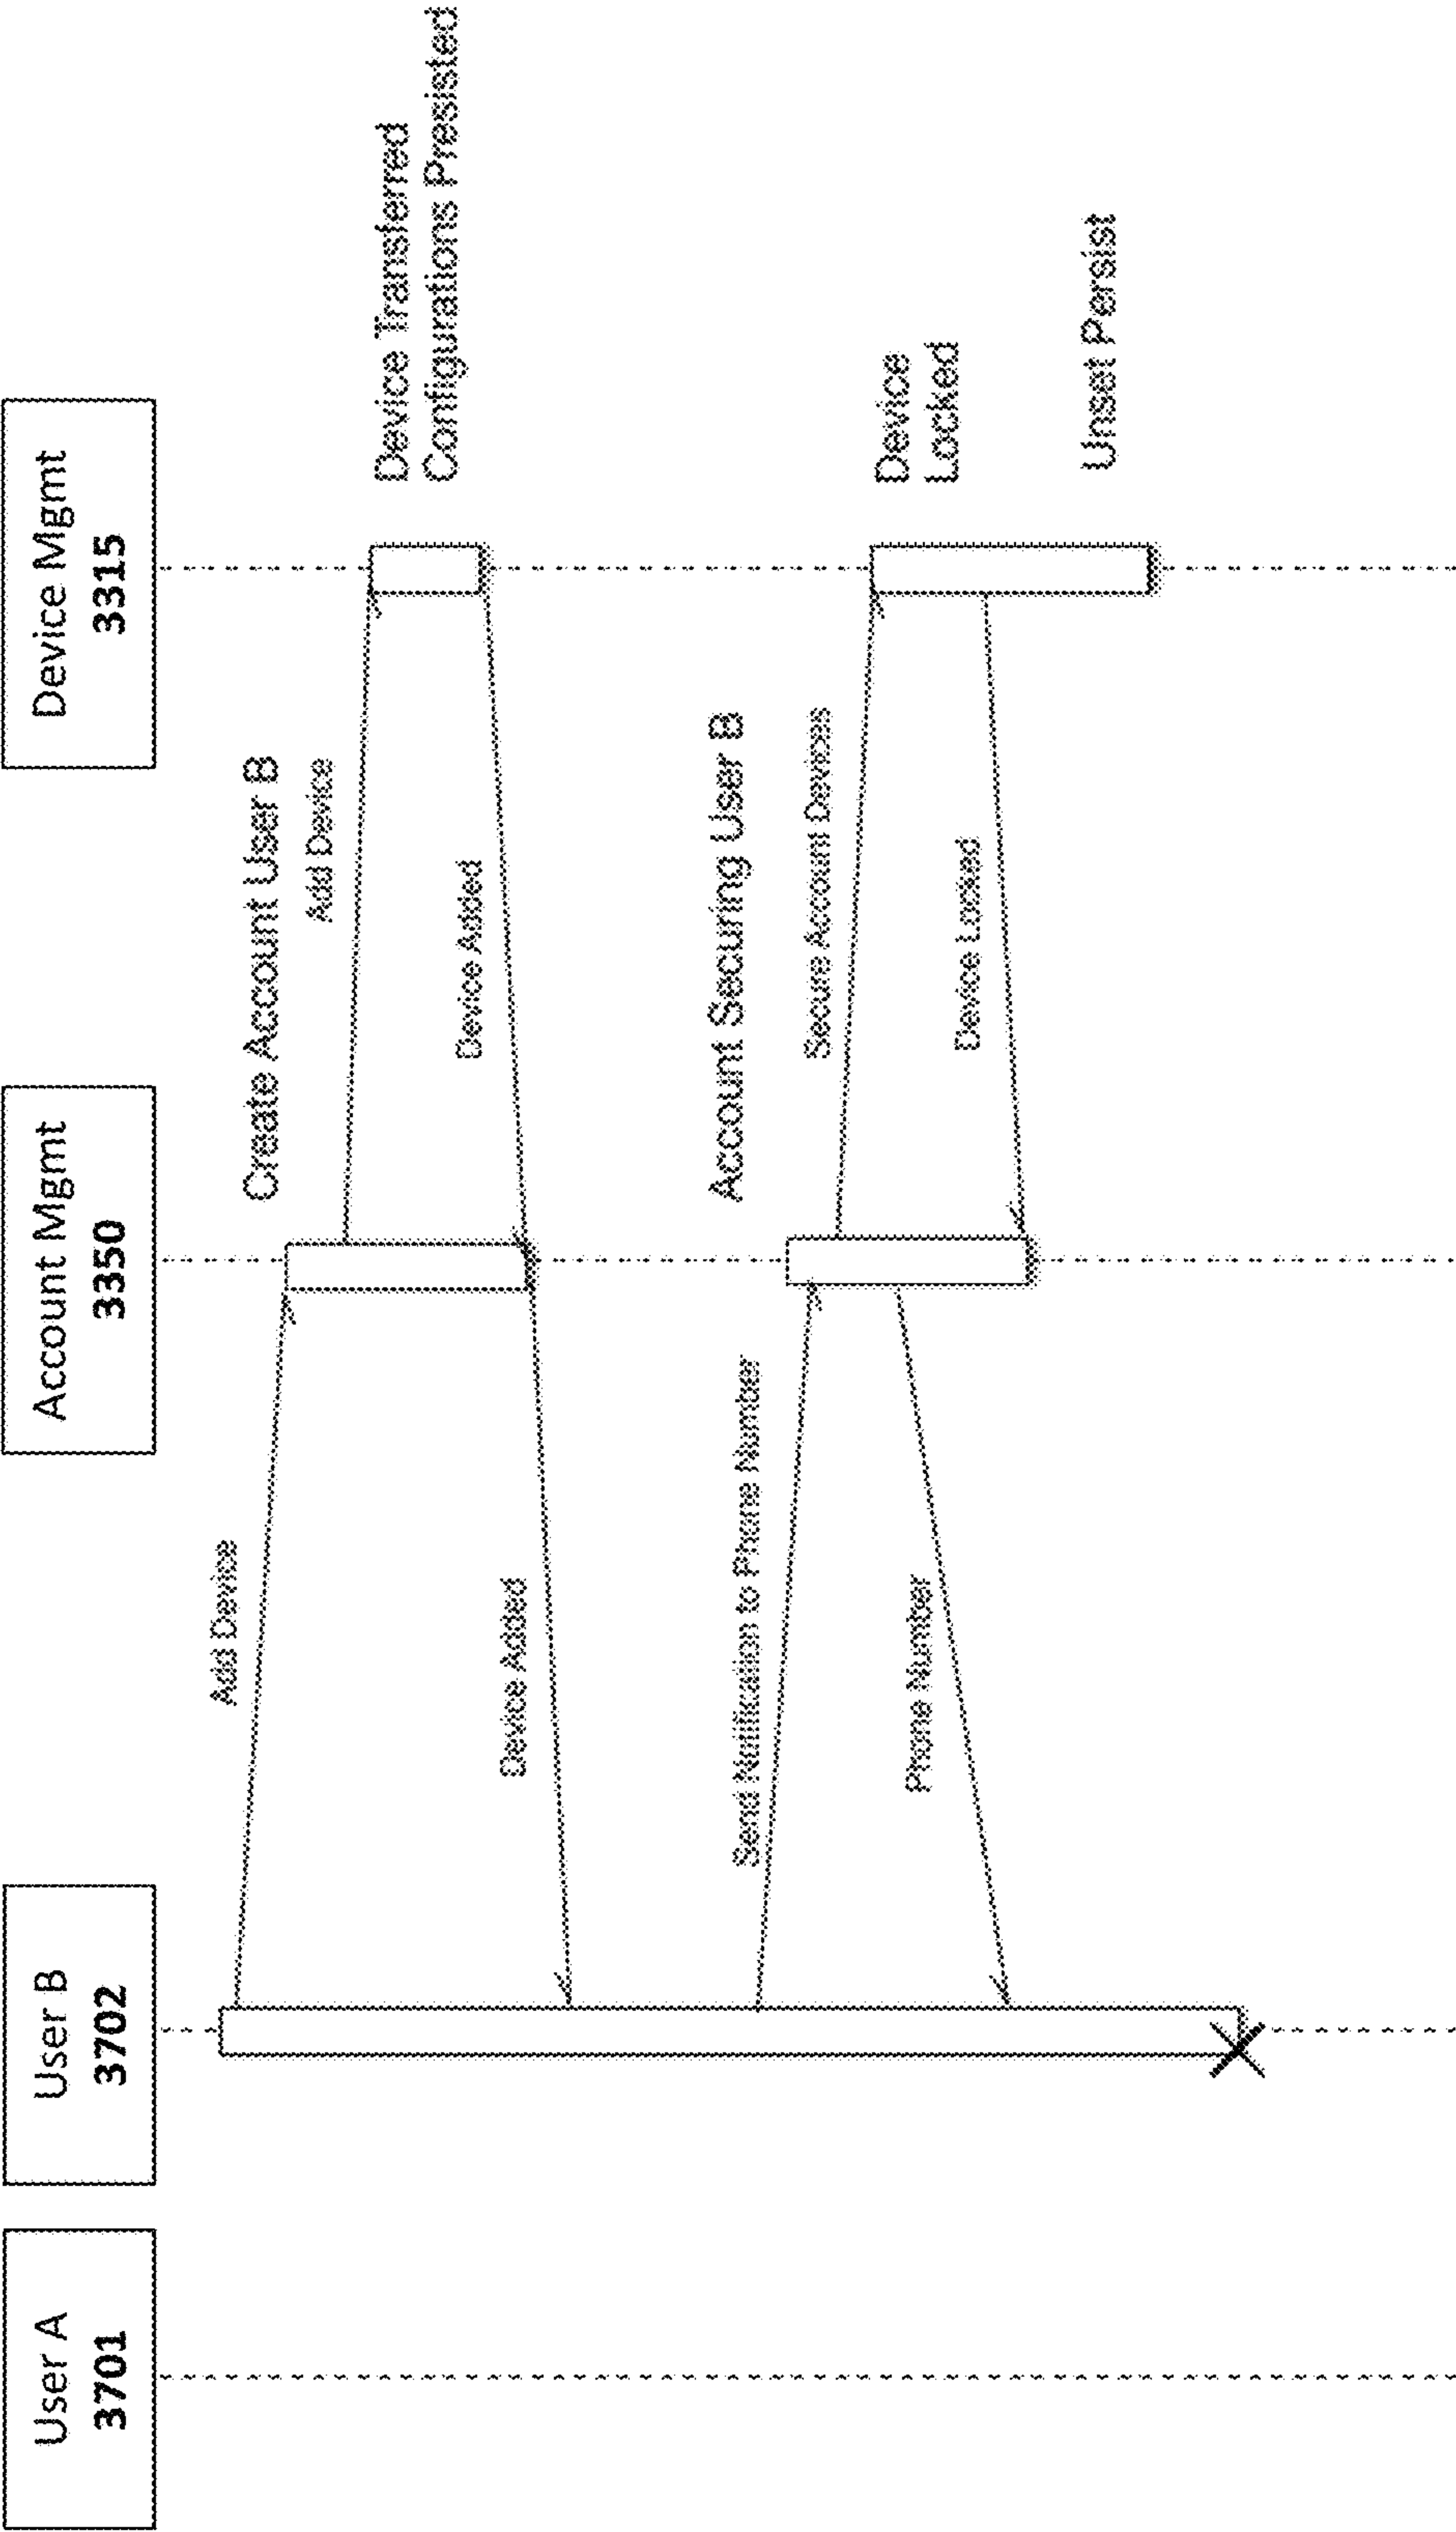 User A
3701
User B
3702
Account Mgmt
3350
Device Mgmt
3315
Add Device
Create Account User B
Add Device
Device Transferred
Configurations Presisted
Device Added
Device Added
Account Securing User B
Send Notification to Phone Number
Secure Account Devices
Device
Locked
Phone Number
Device Locked
Unset Persist